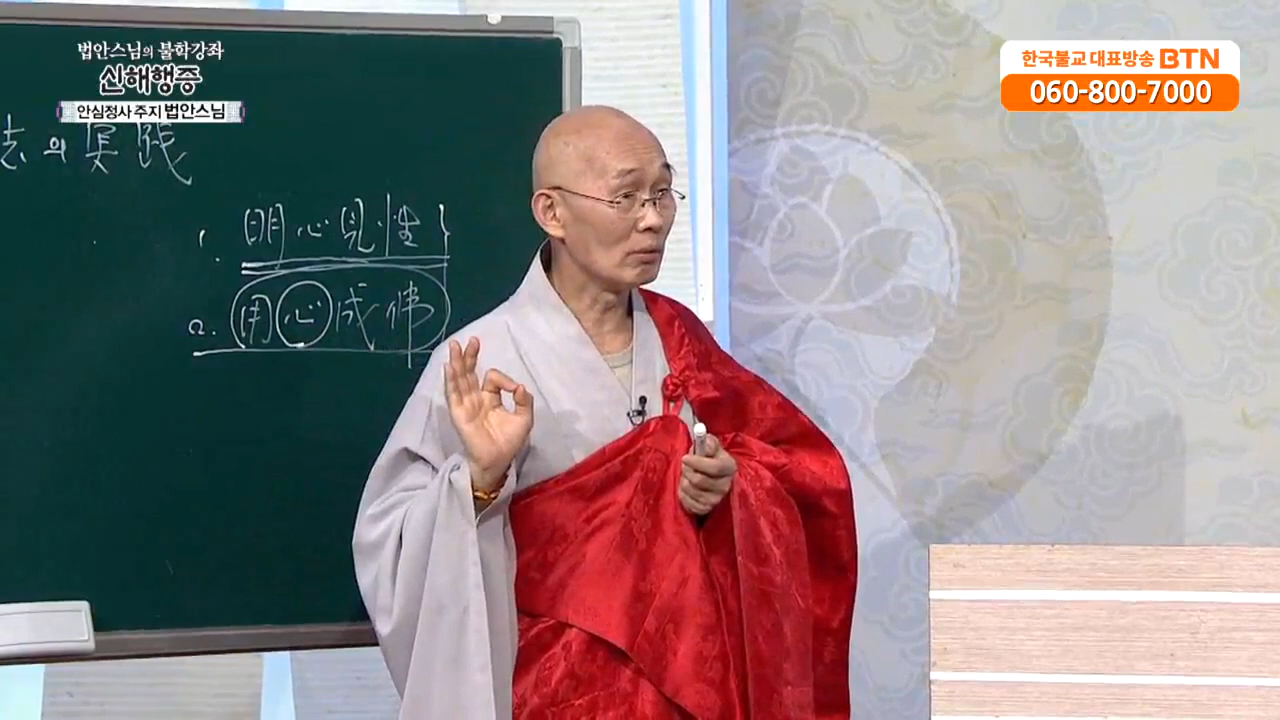 법안스님의 불학강좌
신해행증
안심정사 주지 법안스님
한국불교 대표방송 BTN
060-800-7000
의 実践
1. 明心見性
2. 用心成佛